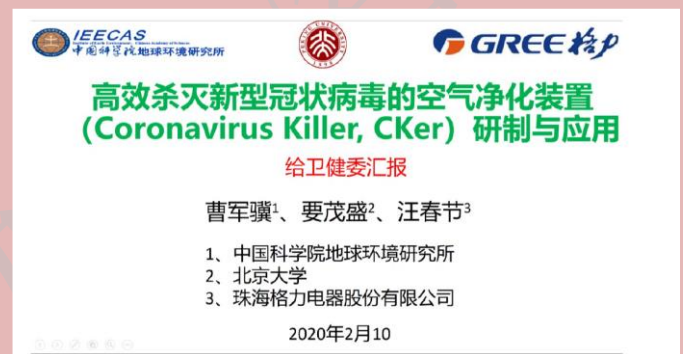 IEECAS
中国科学院地球环境研究所
GREE格力
高效杀灭新型冠状病毒的空气净化装置
（Coronavirus Killer, CKer）研制与应用
给卫健委汇报
曹军骥¹、要茂盛²、汪春节³
1、中国科学院地球环境研究所
2、北京大学
3、珠海格力电器股份有限公司
2020年2月10